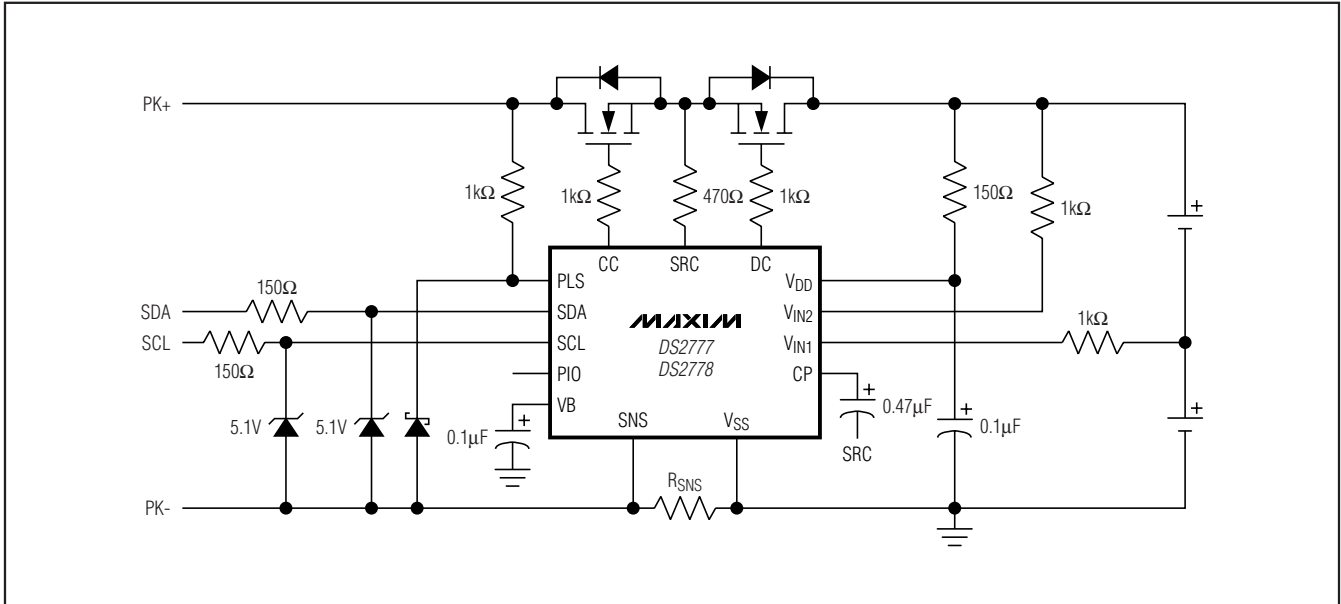 PK+
1kΩ
1kΩ
470Ω
1kΩ
150Ω
1kΩ
+
CC
SRC
DC
PLS
VDD
SDA
150Ω
SDA
MAXIM
VIN2
SCL
150Ω
SCL
DS2777
VIN1
1kΩ
DS2778
PIO
CP
+
0.47µF
SRC
VB
+
0.1µF
5.1V
5.1V
SNS
VSS
+
0.1µF
+
RSNS
PK-